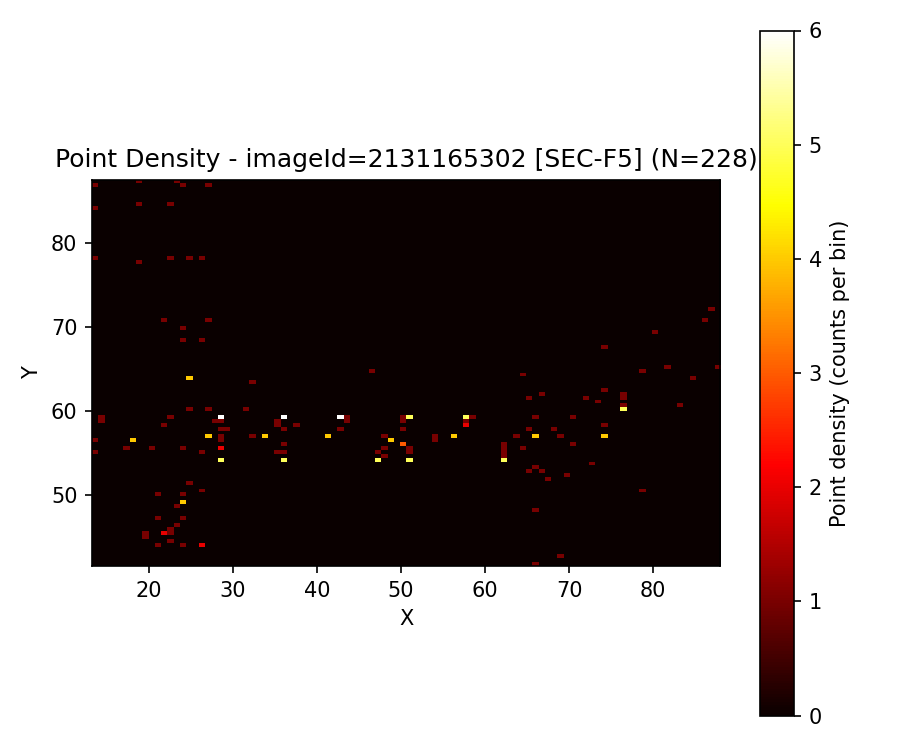 Point Density - imageId=2131165302 [SEC-F5] (N=228)
Y
80
70
60
50
20 30 40 50 60 70 80
X
6
5
4
3
2
1
0
Point density (counts per bin)